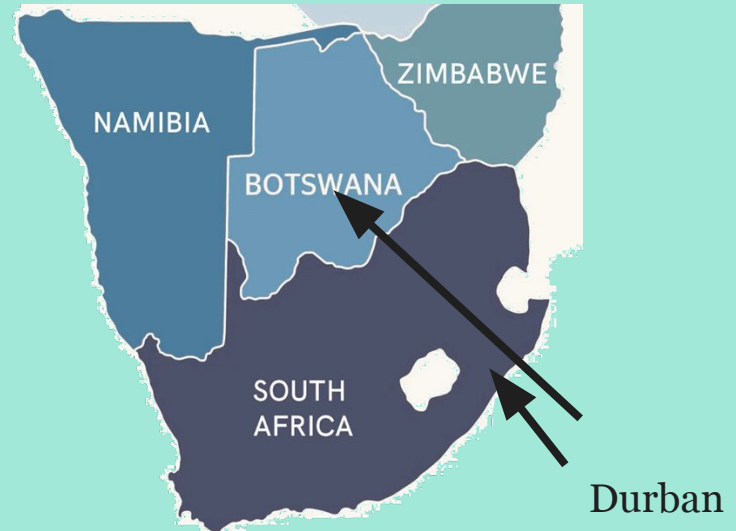 ZIMBABWE
NAMIBIA
BOTSWANA
SOUTH
AFRICA
Durban